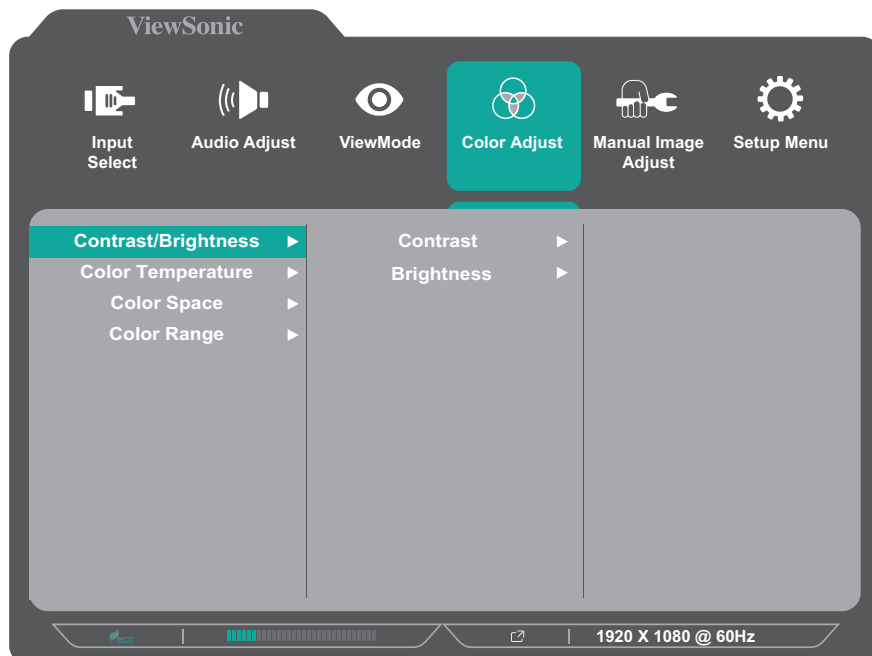 ViewSonic
Input
Select
Audio Adjust
ViewMode
Color Adjust
Manual Image
Adjust
Setup Menu
Contrast/Brightness
Color Temperature
Color Space
Color Range
Contrast
Brightness
eco
1920 X 1080 @ 60Hz